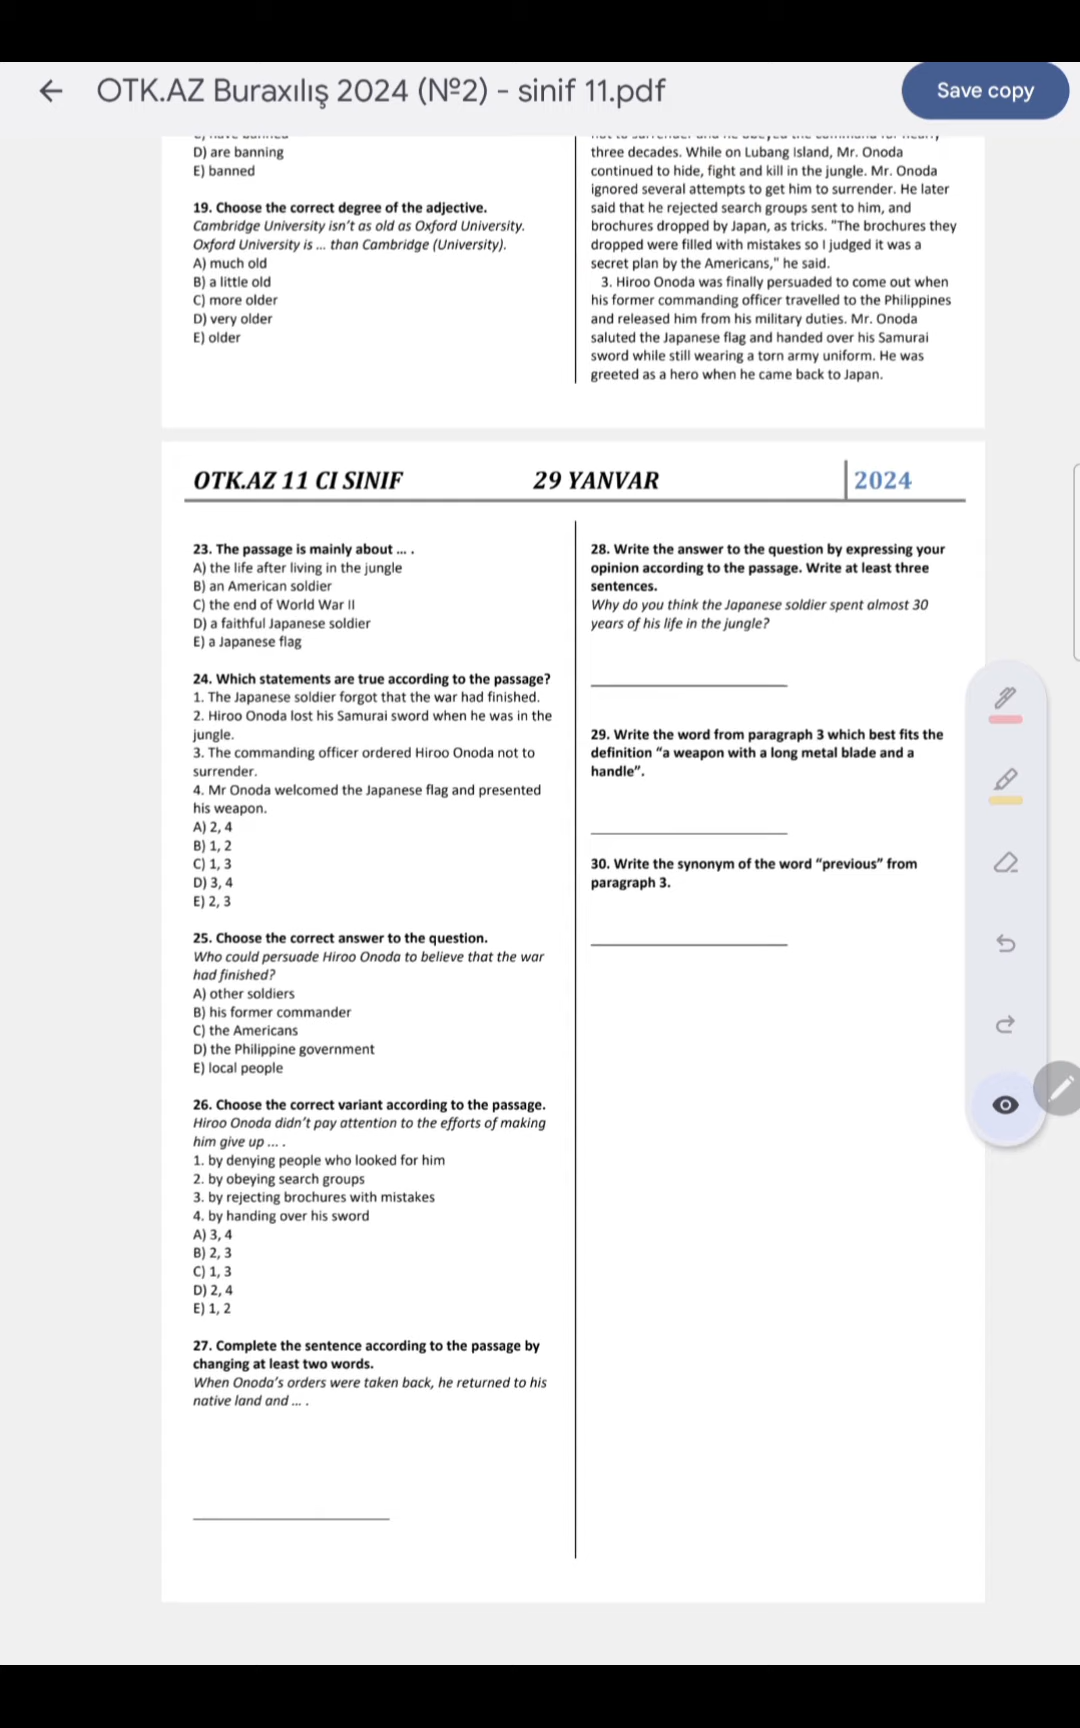 OTK.AZ Buraxılış 2024 (№2) - sinif 11.pdf
Save copy
D) are banning
E) banned
19. Choose the correct degree of the adjective.
Cambridge University isn't as old as Oxford University.
Oxford University is ... than Cambridge (University).
A) much old
B) a little old
C) more older
D) very older
E) older
three decades. While on Lubang Island, Mr. Onoda
continued to hide, fight and kill in the jungle. Mr. Onoda
ignored several attempts to get him to surrender. He later
said that he rejected search groups sent to him, and
brochures dropped by Japan, as tricks. "The brochures they
dropped were filled with mistakes so I judged it was a
secret plan by the Americans," he said.
3. Hiroo Onoda was finally persuaded to come out when
his former commanding officer travelled to the Philippines
and released him from his military duties. Mr. Onoda
saluted the Japanese flag and handed over his Samurai
sword while still wearing a torn army uniform. He was
greeted as a hero when he came back to Japan.
OTK.AZ 11 CI SINIF 29 YANVAR 2024
23. The passage is mainly about ... .
A) the life after living in the jungle
B) an American soldier
C) the end of World War II
D) a faithful Japanese soldier
E) a Japanese flag
24. Which statements are true according to the passage?
1. The Japanese soldier forgot that the war had finished.
2. Hiroo Onoda lost his Samurai sword when he was in the
jungle.
3. The commanding officer ordered Hiroo Onoda not to
surrender.
4. Mr Onoda welcomed the Japanese flag and presented
his weapon.
A) 2, 4
B) 1, 2
C) 1, 3
D) 3, 4
E) 2, 3
25. Choose the correct answer to the question.
Who could persuade Hiroo Onoda to believe that the war
had finished?
A) other soldiers
B) his former commander
C) the Americans
D) the Philippine government
E) local people
26. Choose the correct variant according to the passage.
Hiroo Onoda didn't pay attention to the efforts of making
him give up ... .
1. by denying people who looked for him
2. by obeying search groups
3. by rejecting brochures with mistakes
4. by handing over his sword
A) 3, 4
B) 2, 3
C) 1, 3
D) 2, 4
E) 1, 2
27. Complete the sentence according to the passage by
changing at least two words.
When Onoda's orders were taken back, he returned to his
native land and ... .
28. Write the answer to the question by expressing your
opinion according to the passage. Write at least three
sentences.
Why do you think the Japanese soldier spent almost 30
years of his life in the jungle?
29. Write the word from paragraph 3 which best fits the
definition “a weapon with a long metal blade and a
handle”.
30. Write the synonym of the word “previous” from
paragraph 3.